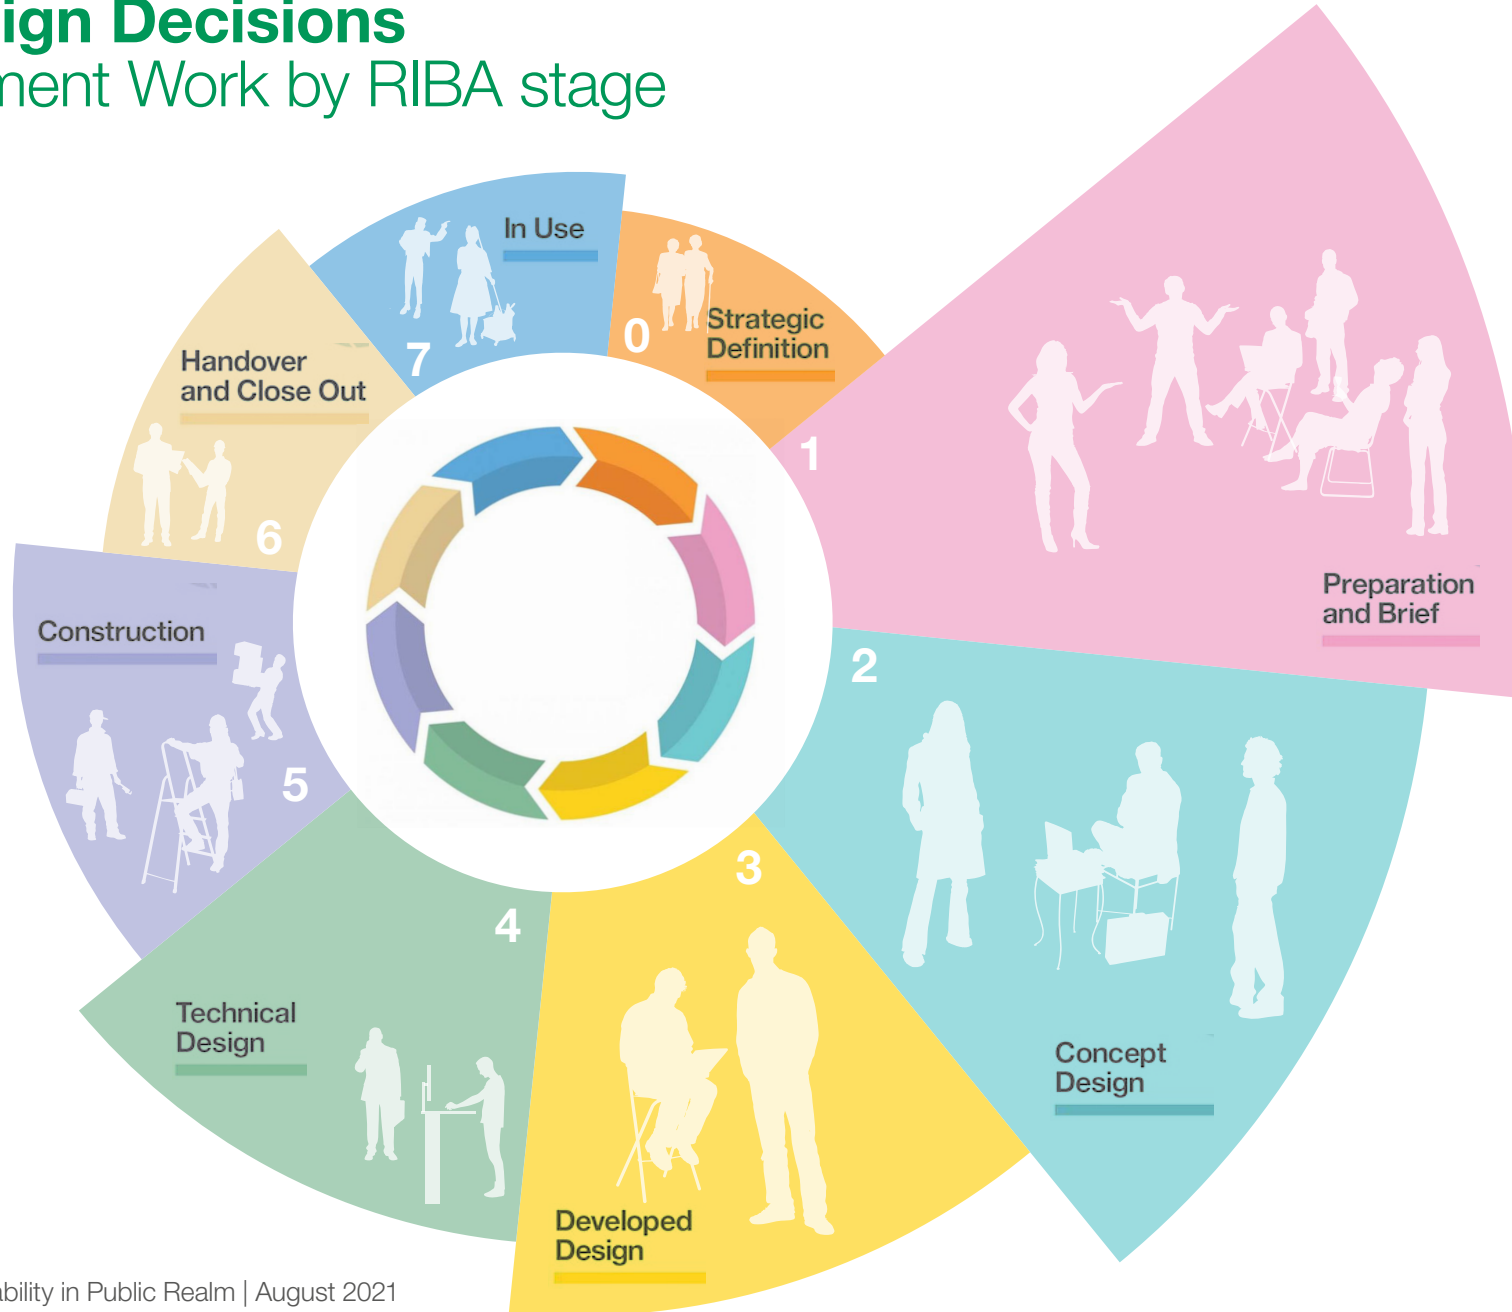 ign Decisions
ment Work by RIBA stage
In Use
7
0
Strategic
Definition
1
Preparation
and Brief
2
Concept
Design
3
Developed
Design
4
Technical
Design
5
Construction
6
Handover
and Close Out
ability in Public Realm | August 2021